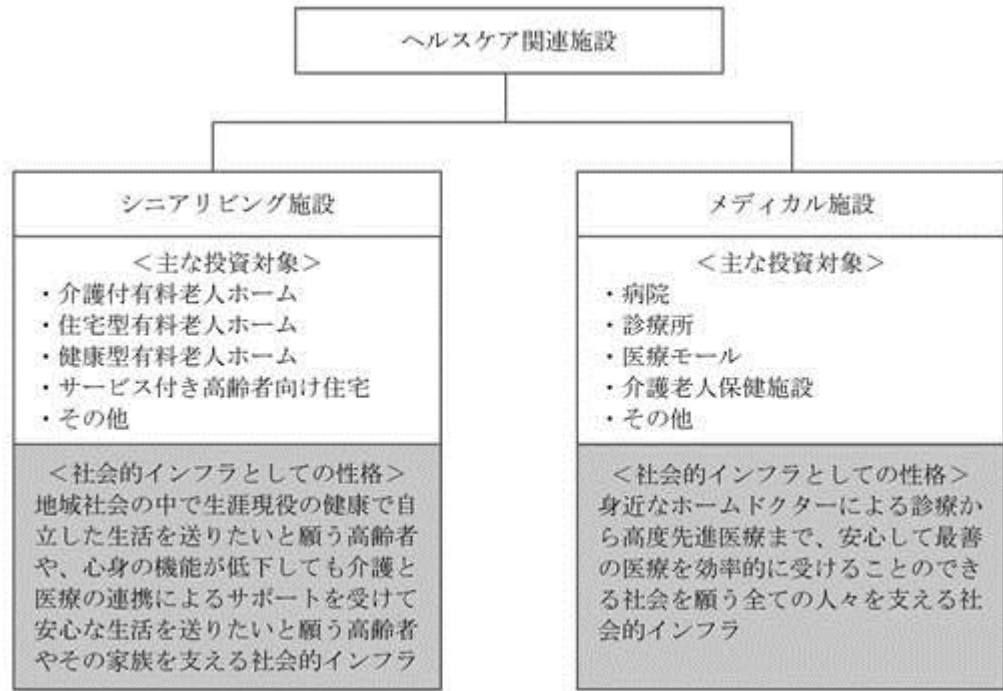 ヘルスケア関連施設
シニアリビング施設
＜主な投資対象＞
・介護付有料老人ホーム
・住宅型有料老人ホーム
・健康型有料老人ホーム
・サービス付き高齢者向け住宅
・その他
＜社会的インフラとしての性格＞
地域社会の中で生涯現役の健康で自
立した生活を送りたいと願う高齢者
や、心身の機能が低下しても介護と
医療の連携によるサポートを受けて
安心な生活を送りたいと願う高齢者
やその家族を支える社会的インフラ
メディカル施設
＜主な投資対象＞
・病院
・診療所
・医療モール
・介護老人保健施設
・その他
＜社会的インフラとしての性格＞
身近なホームドクターによる診療か
ら高度先進医療まで、安心して最善
の医療を効率的に受けることのでき
る社会を願う全ての人々を支える社
会的インフラ